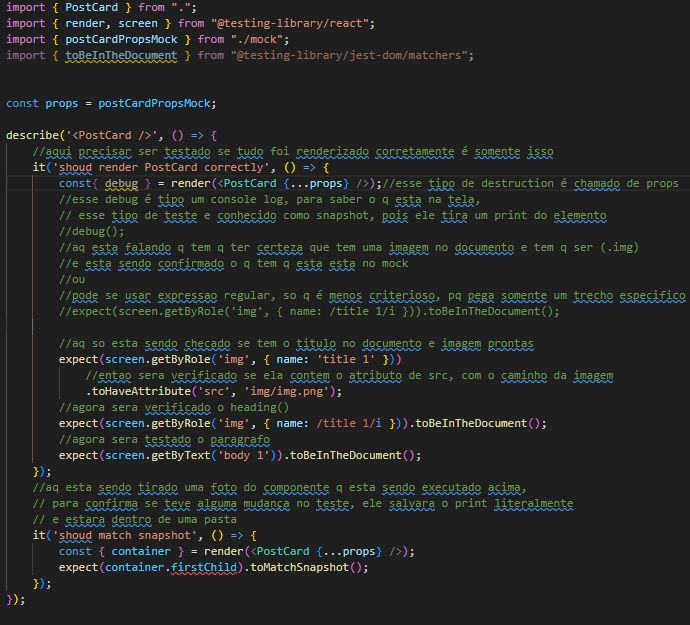 import { PostCard } from ".";
import { render, screen } from "@testing-library/react";
import { postCardPropsMock } from "./mock";
import { toBeInTheDocument } from "@testing-library/jest-dom/matchers";
const props = postCardPropsMock;
describe('<PostCard />', () => {
//aqui precisar ser testado se tudo foi renderizado corretamente é somente isso
it('shoud render PostCard correctly', () => {
const{ debug } = render(<PostCard {...props} />);//esse tipo de destruction é chamado de props
//esse debug é tipo um console log, para saber o q esta na tela,
// esse tipo de teste e conhecido como snapshot, pois ele tira um print do elemento
//debug();
//aq esta falando q tem q ter certeza que tem uma imagem no documento e tem q ser (.img)
//e esta sendo confirmado o q tem q esta esta no mock
//ou
//pode se usar expressao regular, so q é menos criterioso, pq pega somente um trecho especifico
//expect(screen.getByRole('img', { name: /title 1/i })).toBeInTheDocument();
//aq so esta sendo checado se tem o titulo no documento e imagem prontas
expect(screen.getByRole('img', { name: 'title 1' }))
//entao sera verificado se ela contem o atributo de src, com o caminho da imagem
.toHaveAttribute('src', 'img/img.png');
//agora sera verificado o heading()
expect(screen.getByRole('img', { name: /title 1/i })).toBeInTheDocument();
//agora sera testado o paragrafo
expect(screen.getByText('body 1')).toBeInTheDocument();
});
//aq esta sendo tirado uma foto do componente q esta sendo executado acima,
// para confirma se teve alguma mudança no teste, ele salvara o print literalmente
// e estara dentro de uma pasta
it('shoud match snapshot', () => {
const { container } = render(<PostCard {...props} />);
expect(container.firstChild).toMatchSnapshot();
});
});